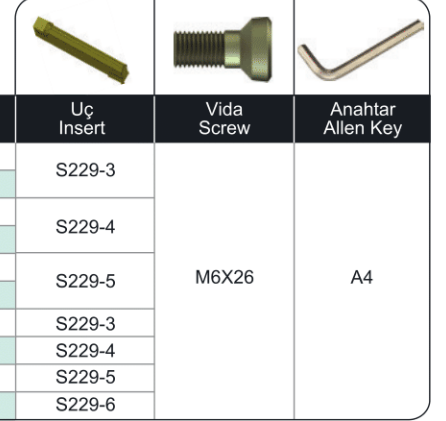 Uç
Insert
Vida
Screw
Anahtar
Allen Key
S229-3
S229-4
S229-5
M6X26
A4
S229-3
S229-4
S229-5
S229-6